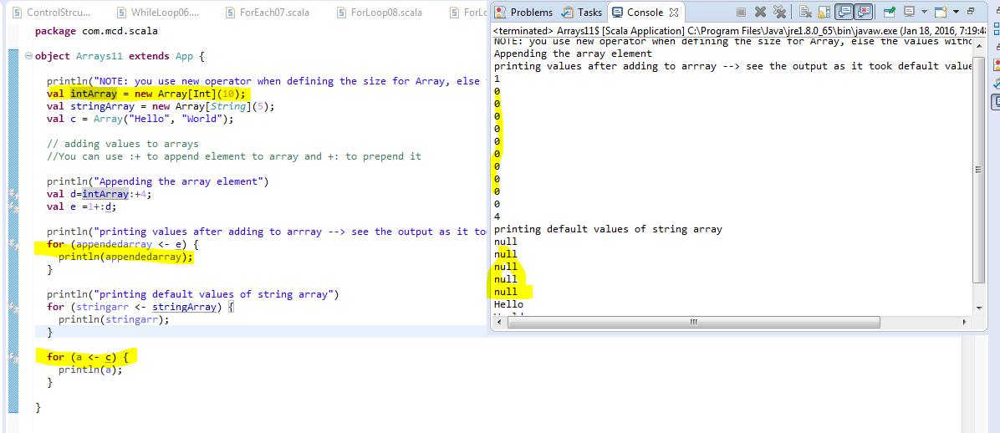 ControlStrcu...
WhileLoop06....
ForEach07.scala
ForLoop08.scala
package com.mcd.scala
object Arrays11 extends App {
println("NOTE: you use new operator when defining the size for Array, else
val intArray = new Array[Int](10);
val stringArray = new Array[String](5);
val c = Array("Hello", "World");
// adding values to arrays
//You can use :+ to append element to array and +: to prepend it
println("Appending the array element")
val d=intArray:+4;
val e =1+:d;
println("printing values after adding to arrray --> see the output as it too
for (appendedarray <- e) {
println(appendedarray);
}
println("printing default values of string array")
for (stringarr <- stringArray) {
println(stringarr);
}
for (a <- c) {
println(a);
}
}
Problems
Tasks
Console
<terminated> Arrays11$ [Scala Application] C:\Program Files\Java\jre1.8.0_65\bin\javaw.exe (Jan 18, 2016, 7:19:48
NOTE: you use new operator when defining the size for Array, else the values witho
Appending the array element
printing values after adding to arrray --> see the output as it took default value
1
0
0
0
0
0
0
0
0
0
0
4
printing default values of string array
null
null
null
null
null
Hello